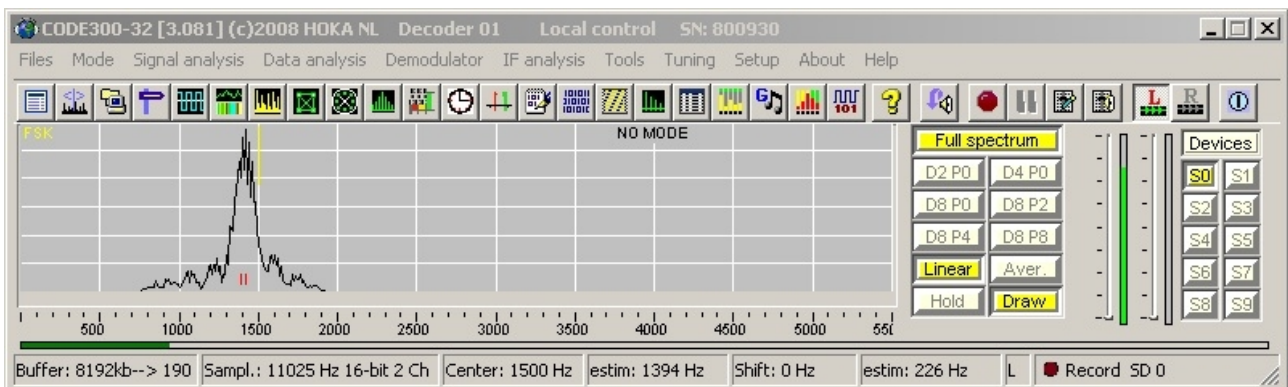 CODE300-32 [3.081] (c)2008 HOKA NL Decoder 01 Local control SN: 800930
Files Mode Signal analysis Data analysis Demodulator IF analysis Tools Tuning Setup About Help
101
L R
FSK
NO MODE
Full spectrum
D2 P0 D4 P0
D8 P0 D8 P2
D8 P4 D8 P8
Linear Aver.
Hold Draw
Devices
S0 S1
S2 S3
S4 S5
S6 S7
S8 S9
500 1000 1500 2000 2500 3000 3500 4000 4500 5000 55
Buffer: 8192kb--> 190 Sampl.: 11025 Hz 16-bit 2 Ch Center: 1500 Hz estim: 1394 Hz Shift: 0 Hz estim: 226 Hz L Record SD 0